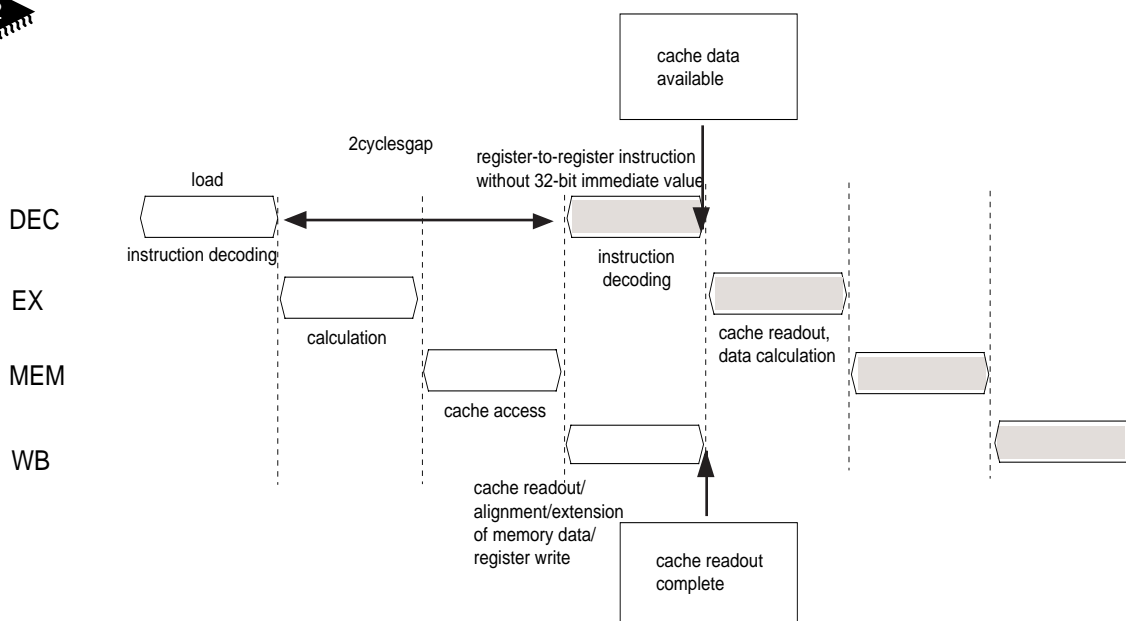 cache data
available
2cyclesgap
register-to-register instruction
without 32-bit immediate value
load
DEC
instruction decoding
instruction
decoding
EX
calculation
cache readout,
data calculation
MEM
cache access
WB
cache readout/
alignment/extension
of memory data/
register write
cache readout
complete